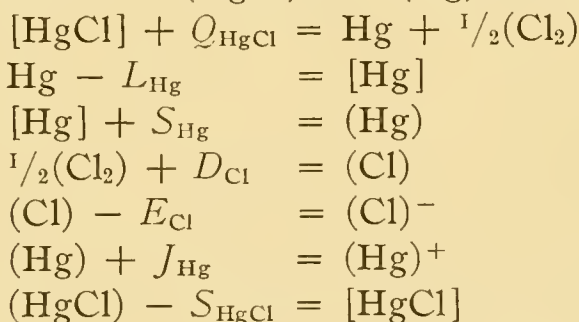 [HgCl] + Q_HgCl = Hg + 1/2(Cl₂)
Hg − L_Hg = [Hg]
[Hg] + S_Hg = (Hg)
1/2(Cl₂) + D_Cl = (Cl)
(Cl) − E_Cl = (Cl)⁻
(Hg) + J_Hg = (Hg)⁺
(HgCl) − S_HgCl = [HgCl]